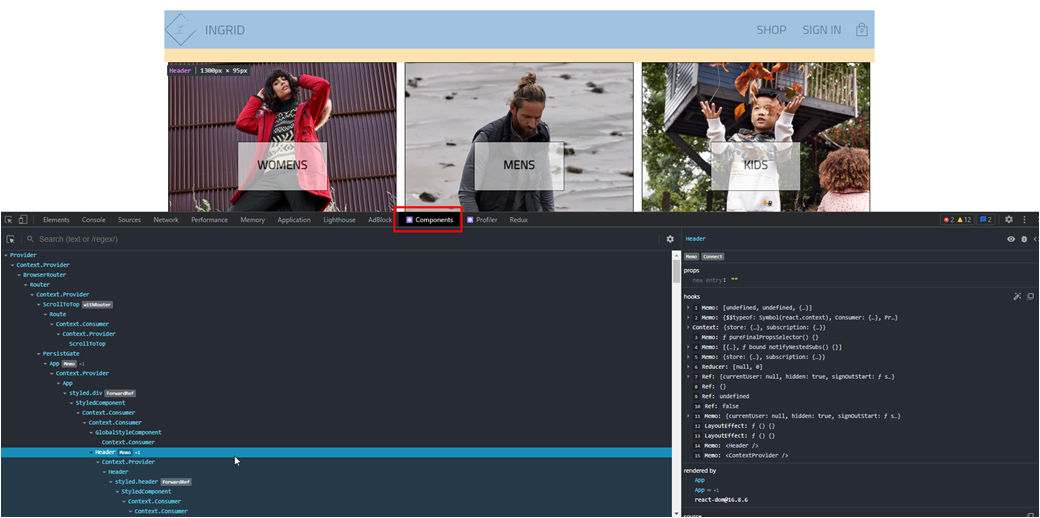 INGRID SHOP SIGN IN
Header | 1300px × 95px
WOMENS MENS KIDS
Elements Console Sources Network Performance Memory Application Lighthouse AdBlock Components Profiler Redux 2 12 2
Search (text or /regex/) Header
Provider
Context.Provider
BrowserRouter
Router
Context.Provider
ScrollToTop withRouter
Route
Context.Consumer
Context.Provider
ScrollToTop
PersistGate
App Memo +1
Context.Provider
App
styled.div ForwardRef
StyledComponent
Context.Consumer
Context.Consumer
GlobalStyleComponent
Context.Consumer
Header Memo +1
Context.Provider
Header
styled.header ForwardRef
StyledComponent
Context.Consumer
Context.Consumer
Memo Connect
props
new entry: ""
hooks
1 Memo: [undefined, undefined, {…}]
2 Memo: {$$typeof: Symbol(react.context), Consumer: {…}, Pr…}
Context: {store: {…}, subscription: {…}}
3 Memo: ƒ pureFinalPropsSelector() {}
4 Memo: [{…}, ƒ bound notifyNestedSubs() {}]
5 Memo: {store: {…}, subscription: {…}}
6 Reducer: [null, 0]
7 Ref: {currentUser: null, hidden: true, signOutStart: ƒ s…}
8 Ref: {}
9 Ref: undefined
10 Ref: false
11 Memo: {currentUser: null, hidden: true, signOutStart: ƒ s…}
12 LayoutEffect: ƒ () {}
13 LayoutEffect: ƒ () {}
14 Memo: <Header />
15 Memo: <ContextProvider />
rendered by
App
App
react-dom@16.8.6
source